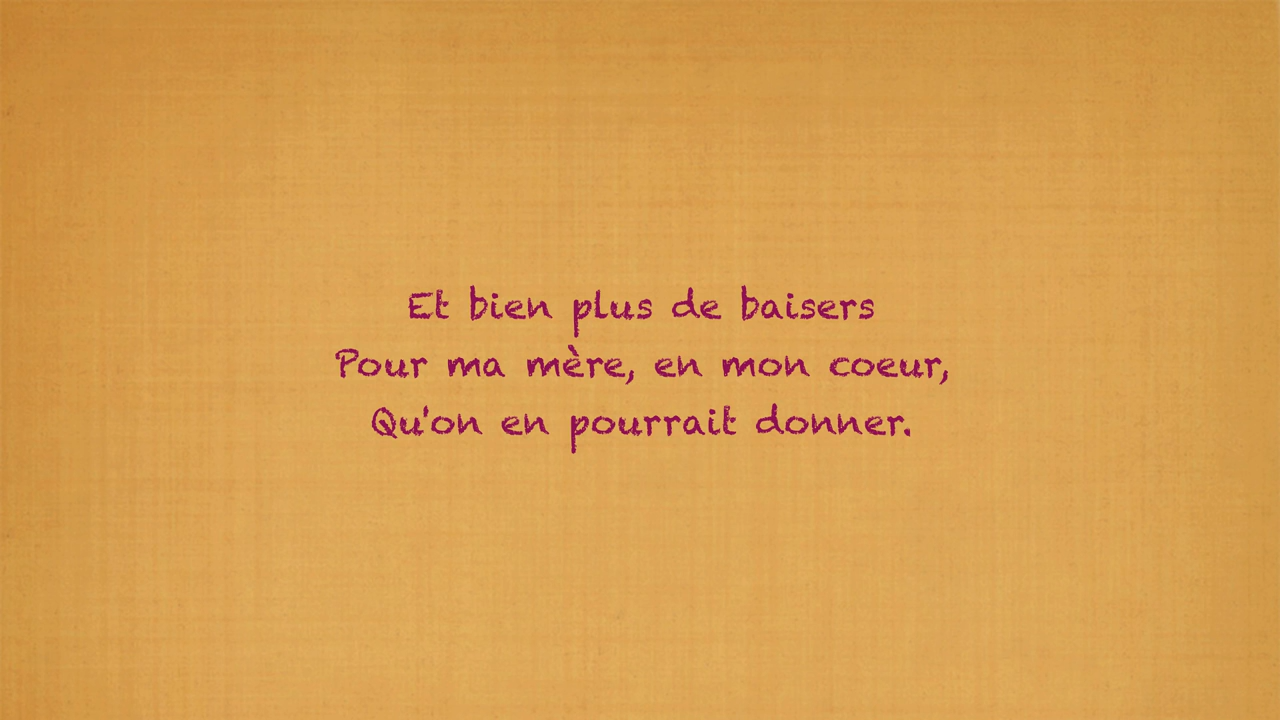 Et bien plus de baisers
Pour ma mère, en mon coeur,
Qu'on en pourrait donner.